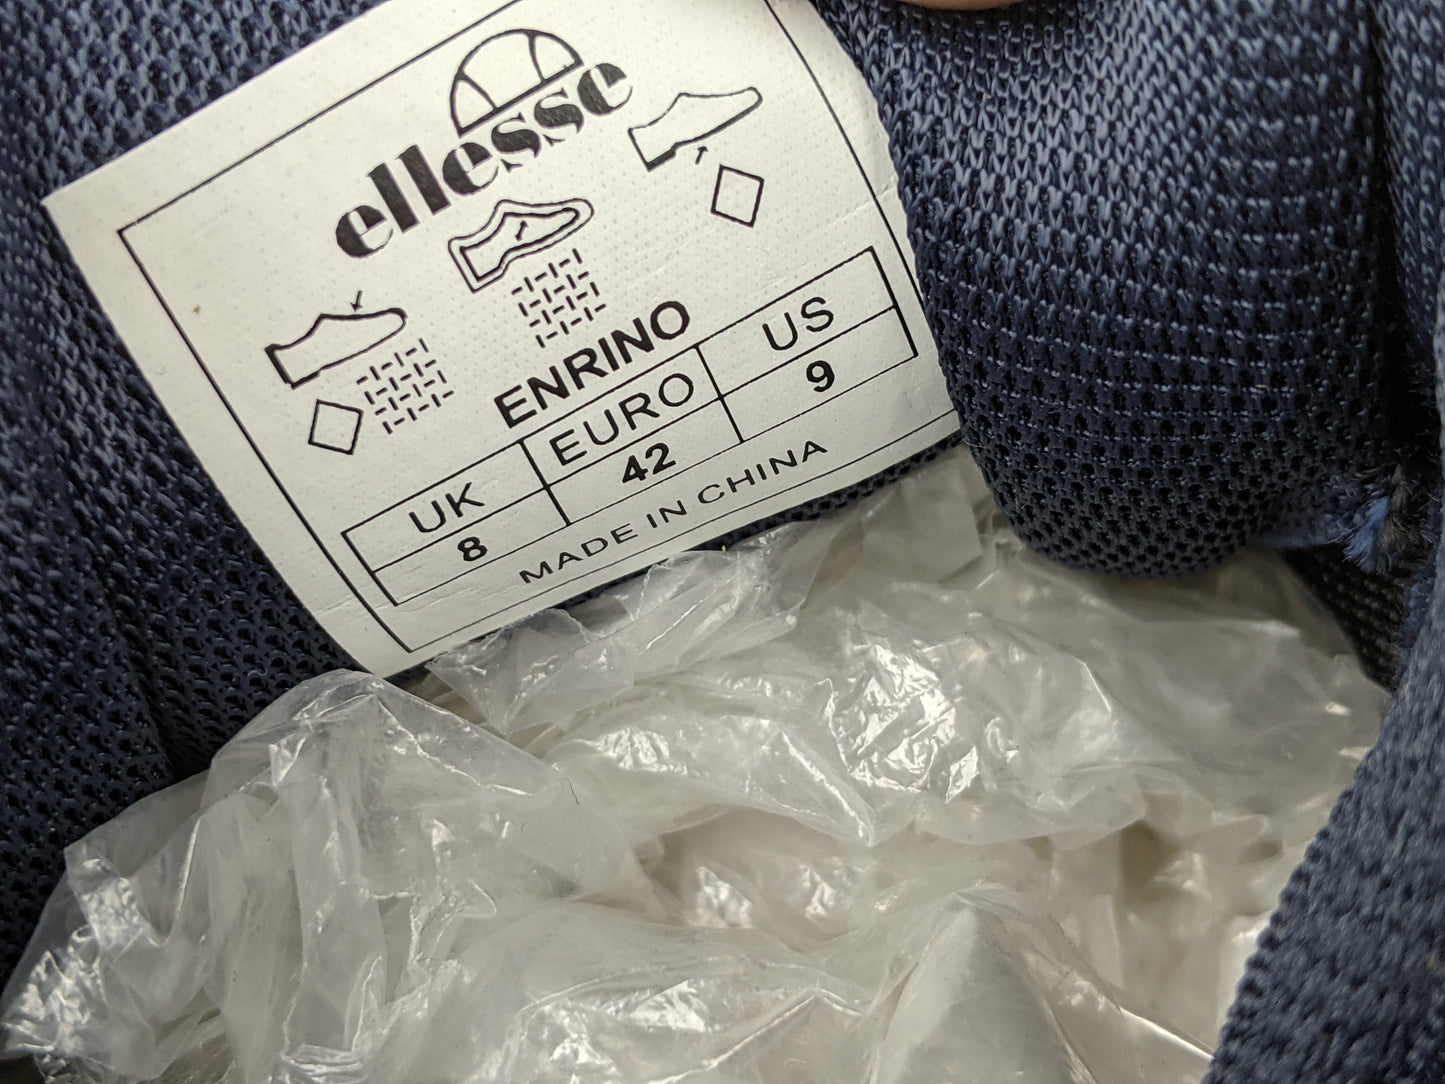 ellesse
ENRINO
UK EURO US
8 42 9
MADE IN CHINA